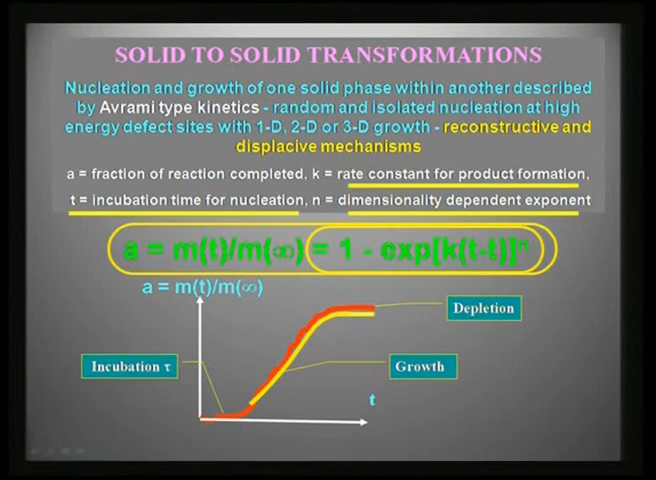 SOLID TO SOLID TRANSFORMATIONS
Nucleation and growth of one solid phase within another described
by Avrami type kinetics - random and isolated nucleation at high
energy defect sites with 1-D, 2-D or 3-D growth - reconstructive and
displacive mechanisms
a = fraction of reaction completed, k = rate constant for product formation,
t = incubation time for nucleation, n = dimensionality dependent exponent
a = m(t)/m(∞) = 1 - exp[k(t-t)]ⁿ
a = m(t)/m(∞)
Depletion
Incubation τ
Growth
t